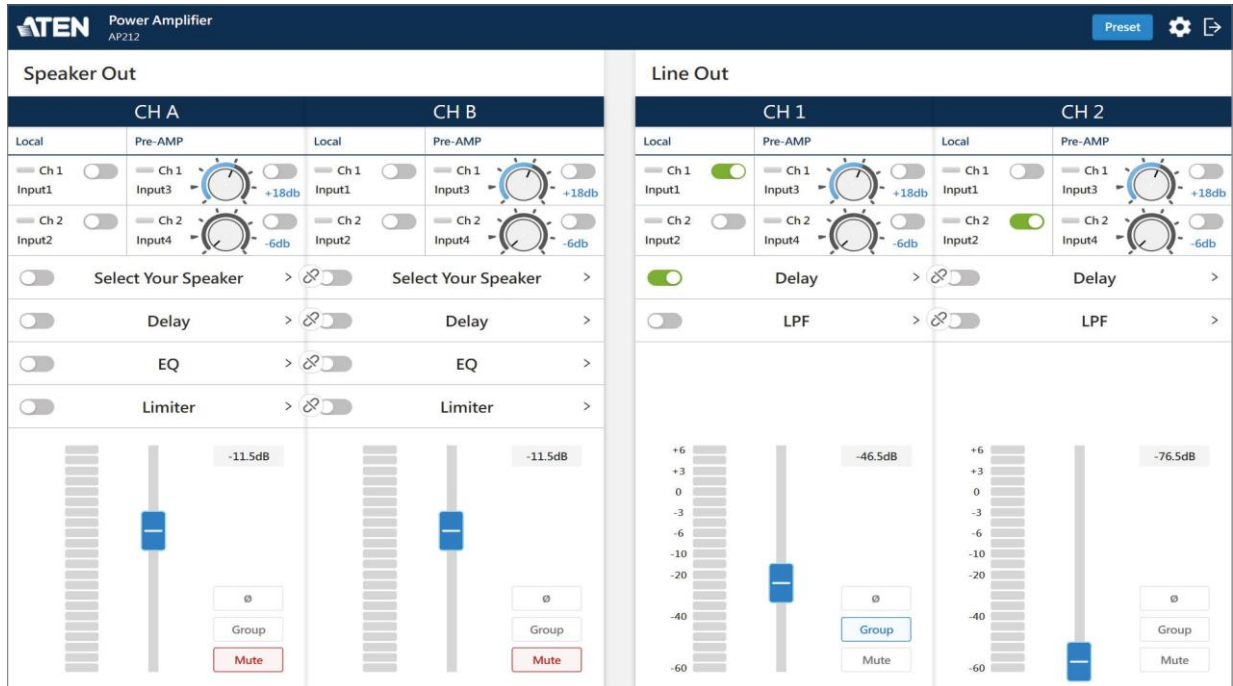 ATEN Power Amplifier Preset
AP212
Speaker Out
Line Out
CH A CH B CH 1 CH 2
Local Pre-AMP Local Pre-AMP Local Pre-AMP Local Pre-AMP
Ch 1 Ch 1 Ch 1 Ch 1 Ch 1 Ch 1 Ch 1 Ch 1
Input1 Input3 +18db Input1 Input3 +18db Input1 Input3 +18db Input1 Input3 +18db
Ch 2 Ch 2 Ch 2 Ch 2 Ch 2 Ch 2 Ch 2 Ch 2
Input2 Input4 -6db Input2 Input4 -6db Input2 Input4 -6db Input2 Input4 -6db
Select Your Speaker > Select Your Speaker > Delay > Delay >
Delay > Delay > LPF > LPF >
EQ > EQ >
Limiter > Limiter >
-11.5dB -11.5dB +6 -46.5dB +6 -76.5dB
+3 +3
0 0
-3 -3
-6 -6
-10 -10
-20 -20
Ø Ø Ø Ø
-40 -40
Group Group Group Group
Mute Mute -60 Mute -60 Mute